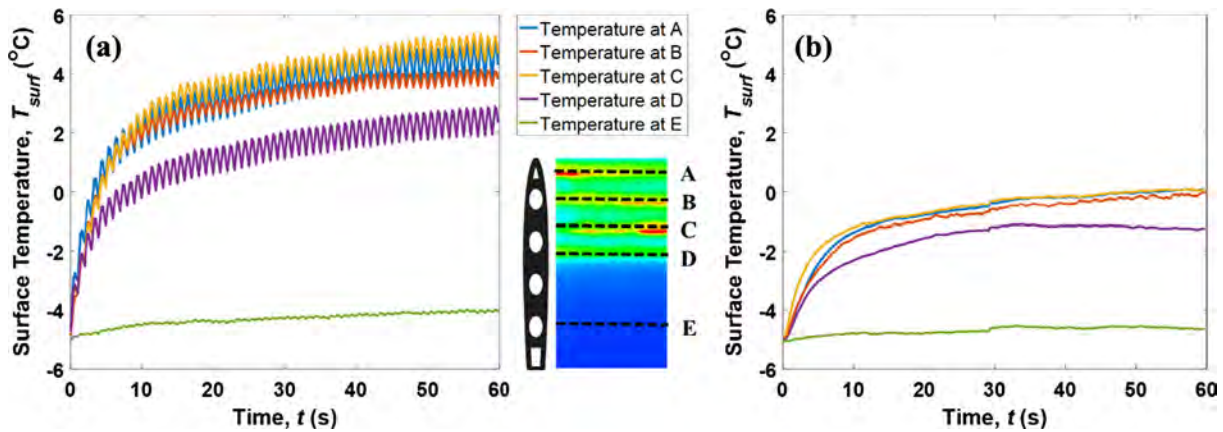 (a)
6
4
2
0
-2
-4
-6
Surface Temperature, T_surf (°C)
0 10 20 30 40 50 60
Time, t (s)
Temperature at A
Temperature at B
Temperature at C
Temperature at D
Temperature at E
A
B
C
D
E
(b)
6
4
2
0
-2
-4
-6
Surface Temperature, T_surf (°C)
0 10 20 30 40 50 60
Time, t (s)